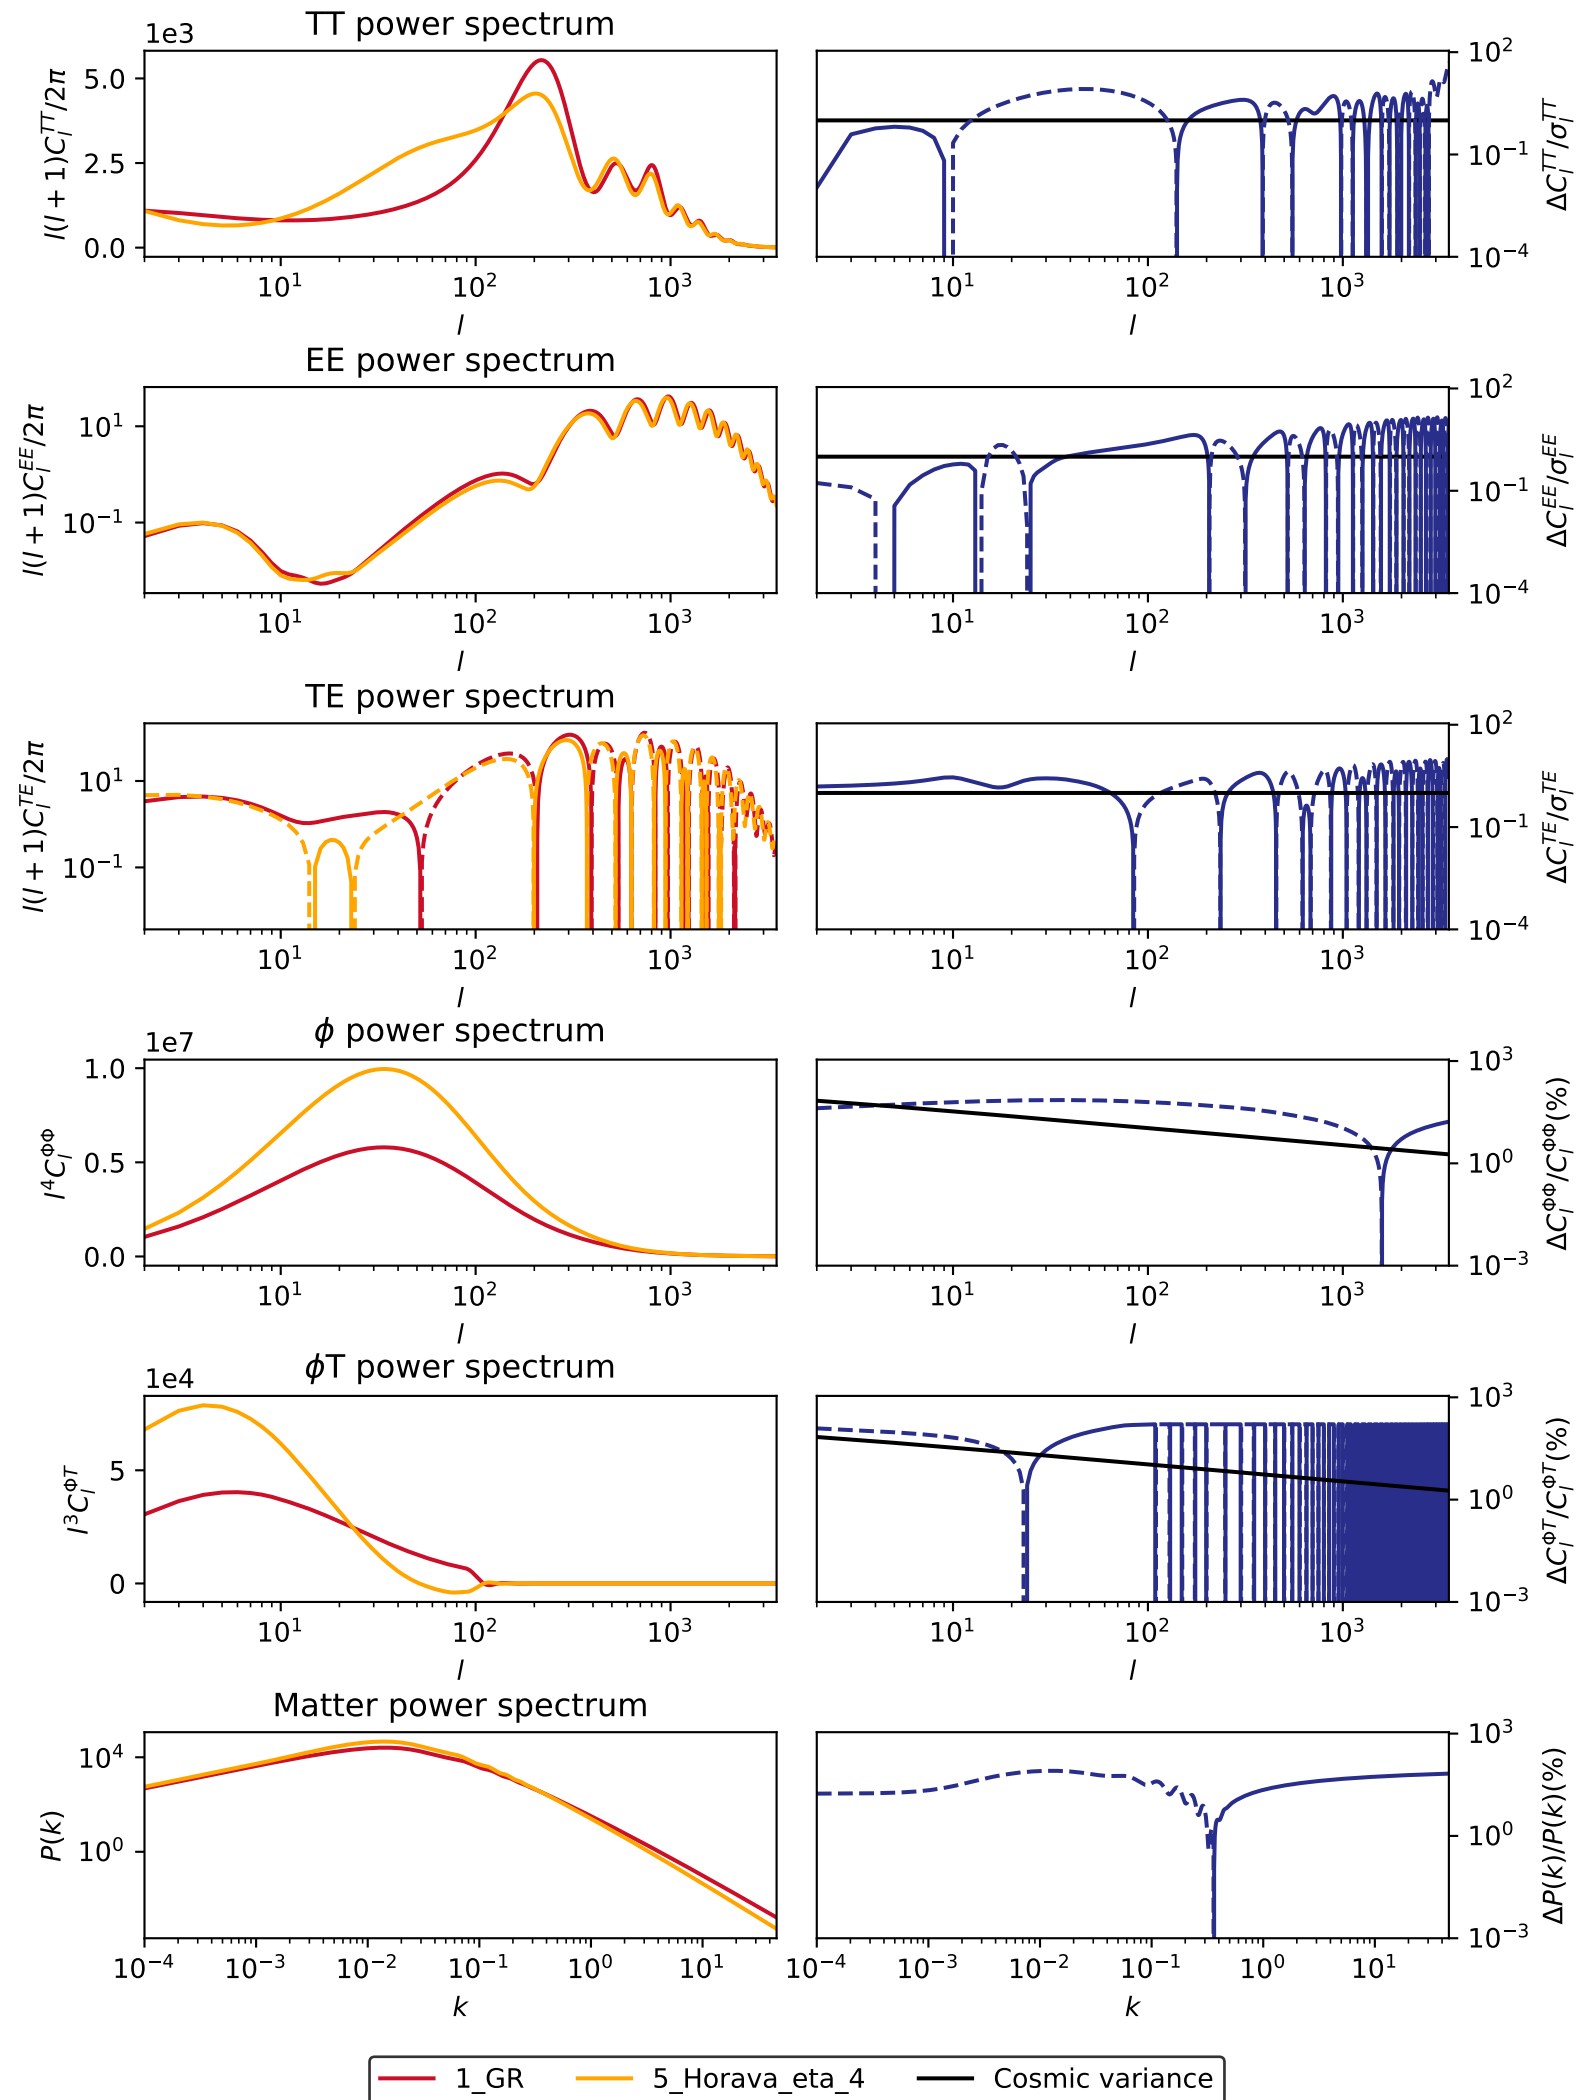 TT power spectrum
1e3
5.0
2.5
0.0
l(l + 1)C_l^{TT}/2π
10^1 10^2 10^3
l
10^2
10^{-1}
10^{-4}
ΔC_l^{TT}/σ_l^{TT}
10^1 10^2 10^3
l
EE power spectrum
10^1
10^{-1}
l(l + 1)C_l^{EE}/2π
10^1 10^2 10^3
l
10^2
10^{-1}
10^{-4}
ΔC_l^{EE}/σ_l^{EE}
10^1 10^2 10^3
l
TE power spectrum
10^1
10^{-1}
l(l + 1)C_l^{TE}/2π
10^1 10^2 10^3
l
10^2
10^{-1}
10^{-4}
ΔC_l^{TE}/σ_l^{TE}
10^1 10^2 10^3
l
ϕ power spectrum
1e7
1.0
0.5
0.0
l^4C_l^{ΦΦ}
10^1 10^2 10^3
l
10^3
10^0
10^{-3}
ΔC_l^{ΦΦ}/C_l^{ΦΦ}(%)
10^1 10^2 10^3
l
ϕT power spectrum
1e4
5
0
l^3C_l^{ΦT}
10^1 10^2 10^3
l
10^3
10^0
10^{-3}
ΔC_l^{ΦT}/C_l^{ΦT}(%)
10^1 10^2 10^3
l
Matter power spectrum
10^4
10^0
P(k)
10^{-4} 10^{-3} 10^{-2} 10^{-1} 10^0 10^1
k
10^3
10^0
10^{-3}
ΔP(k)/P(k)(%)
10^{-4} 10^{-3} 10^{-2} 10^{-1} 10^0 10^1
k
1_GR 5_Horava_eta_4 Cosmic variance